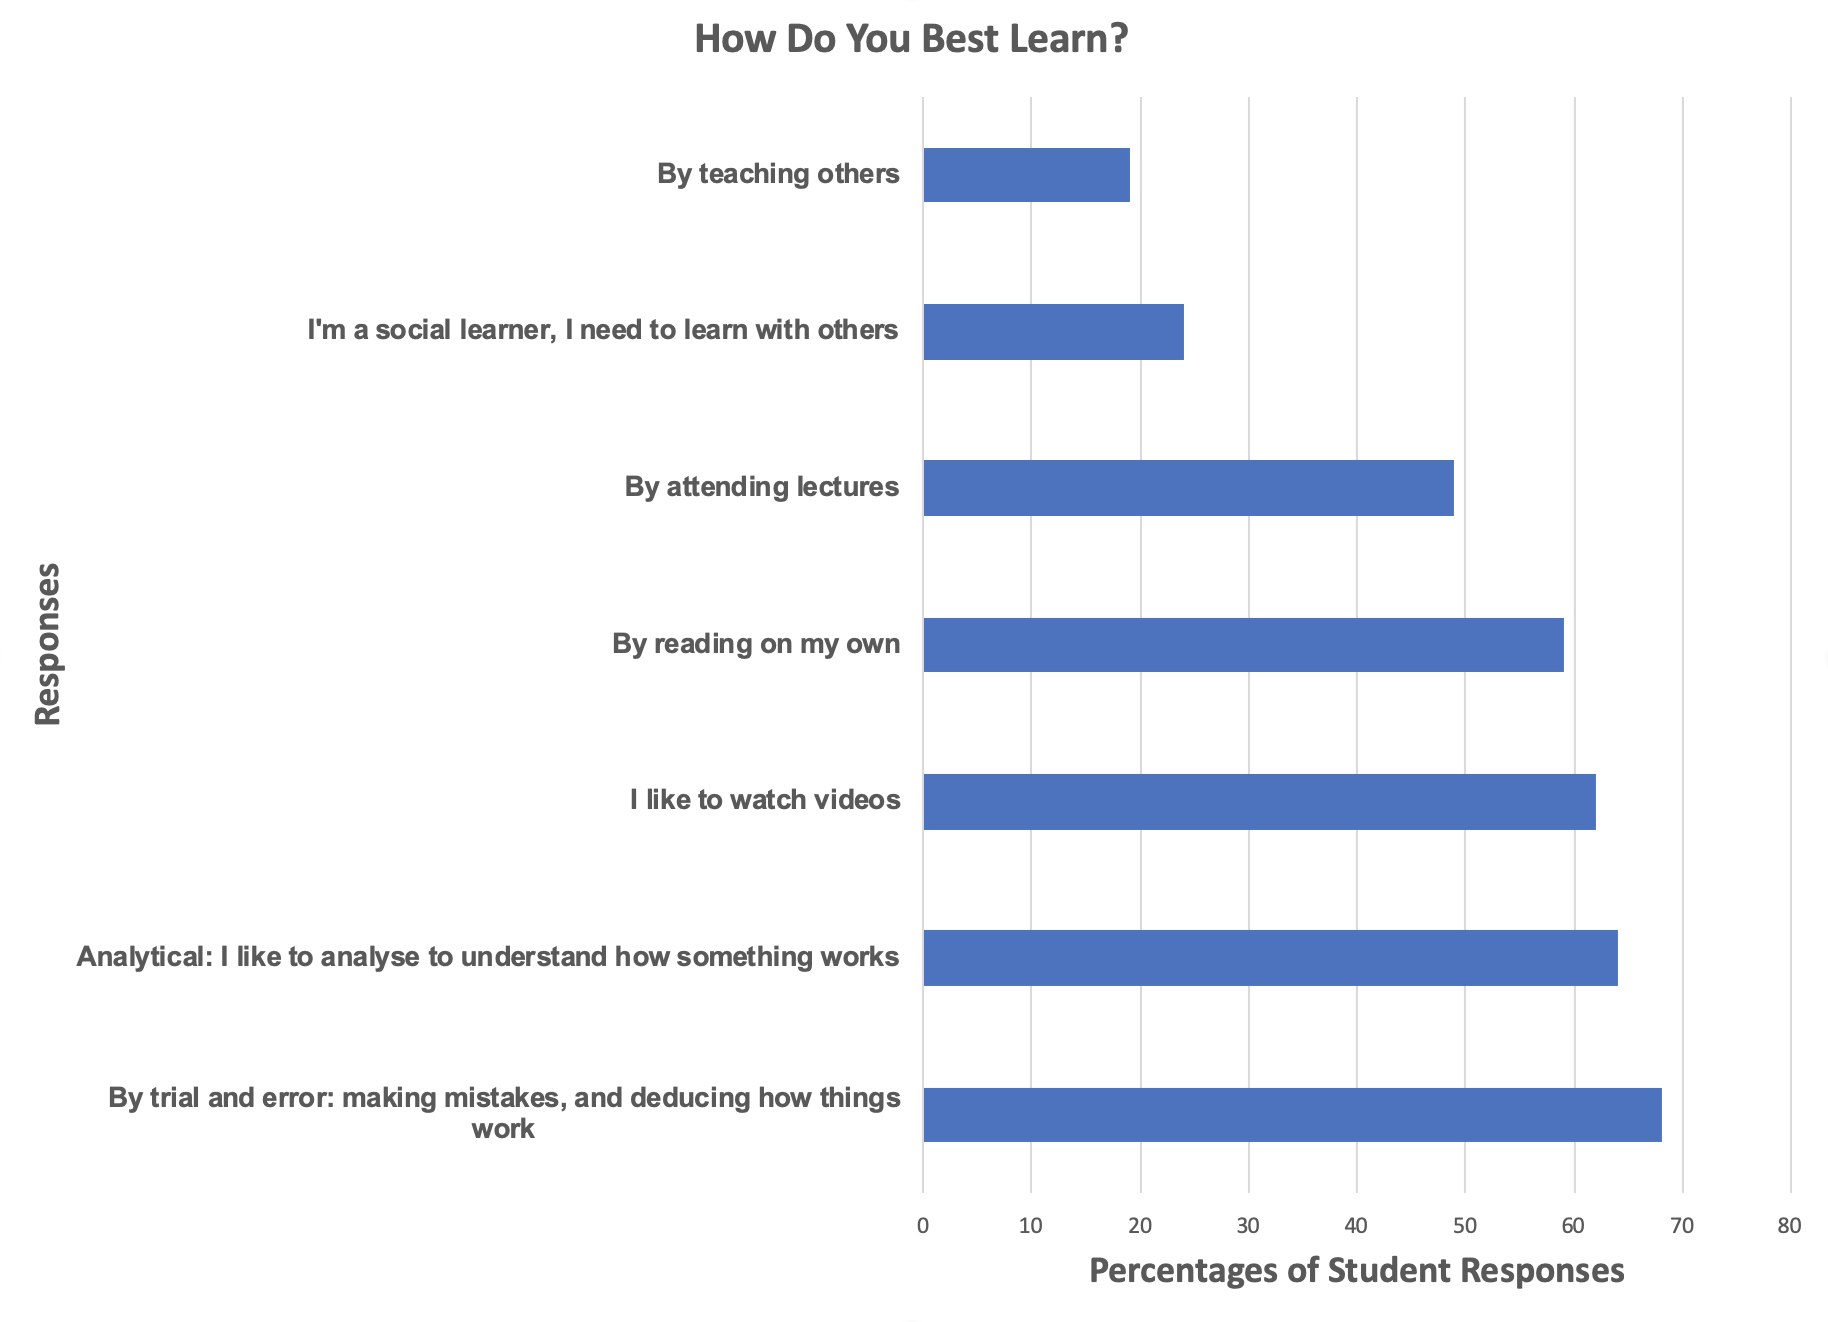 How Do You Best Learn?
By teaching others
I'm a social learner, I need to learn with others
By attending lectures
By reading on my own
I like to watch videos
Analytical: I like to analyse to understand how something works
By trial and error: making mistakes, and deducing how things
work
Responses
0 10 20 30 40 50 60 70 80
Percentages of Student Responses